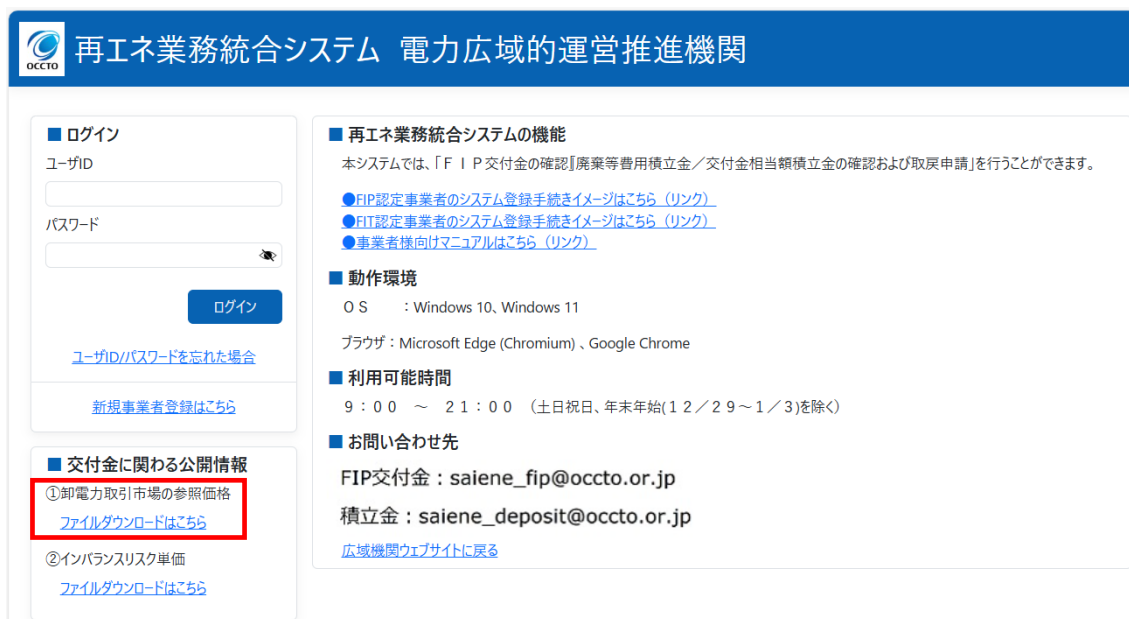 OCCTO
再エネ業務統合システム 電力広域的運営推進機関
■ ログイン
ユーザID
パスワード
ログイン
ユーザID/パスワードを忘れた場合
新規事業者登録はこちら
■ 交付金に関わる公開情報
①卸電力取引市場の参照価格
ファイルダウンロードはこちら
②インバランスリスク単価
ファイルダウンロードはこちら
■ 再エネ業務統合システムの機能
本システムでは、「ＦＩＰ交付金の確認」「廃棄等費用積立金／交付金相当額積立金の確認および取戻申請」を行うことができます。
●FIP認定事業者のシステム登録手続きイメージはこちら（リンク）
●FIT認定事業者のシステム登録手続きイメージはこちら（リンク）
●事業者様向けマニュアルはこちら（リンク）
■ 動作環境
ＯＳ　：Windows 10、Windows 11
ブラウザ：Microsoft Edge (Chromium) 、Google Chrome
■ 利用可能時間
９：００ ～ ２１：００ （土日祝日、年末年始(１２／２９～１／３)を除く）
■ お問い合わせ先
FIP交付金：saiene_fip@occto.or.jp
積立金：saiene_deposit@occto.or.jp
広域機関ウェブサイトに戻る